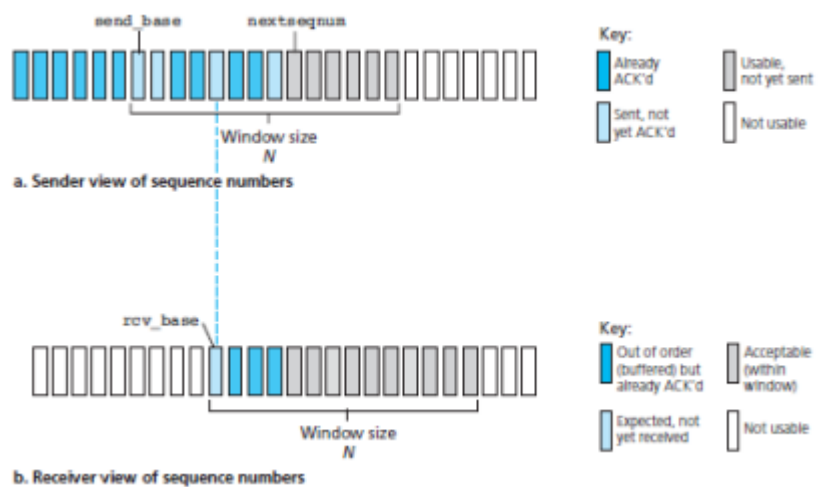 send_base nextseqnum
Key:
Already
ACK'd
Usable,
not yet sent
Sent, not
yet ACK'd
Not usable
Window size
N
a. Sender view of sequence numbers
rcv_base
Key:
Out of order
(buffered) but
already ACK'd
Acceptable
(within
window)
Expected, not
yet received
Not usable
Window size
N
b. Receiver view of sequence numbers